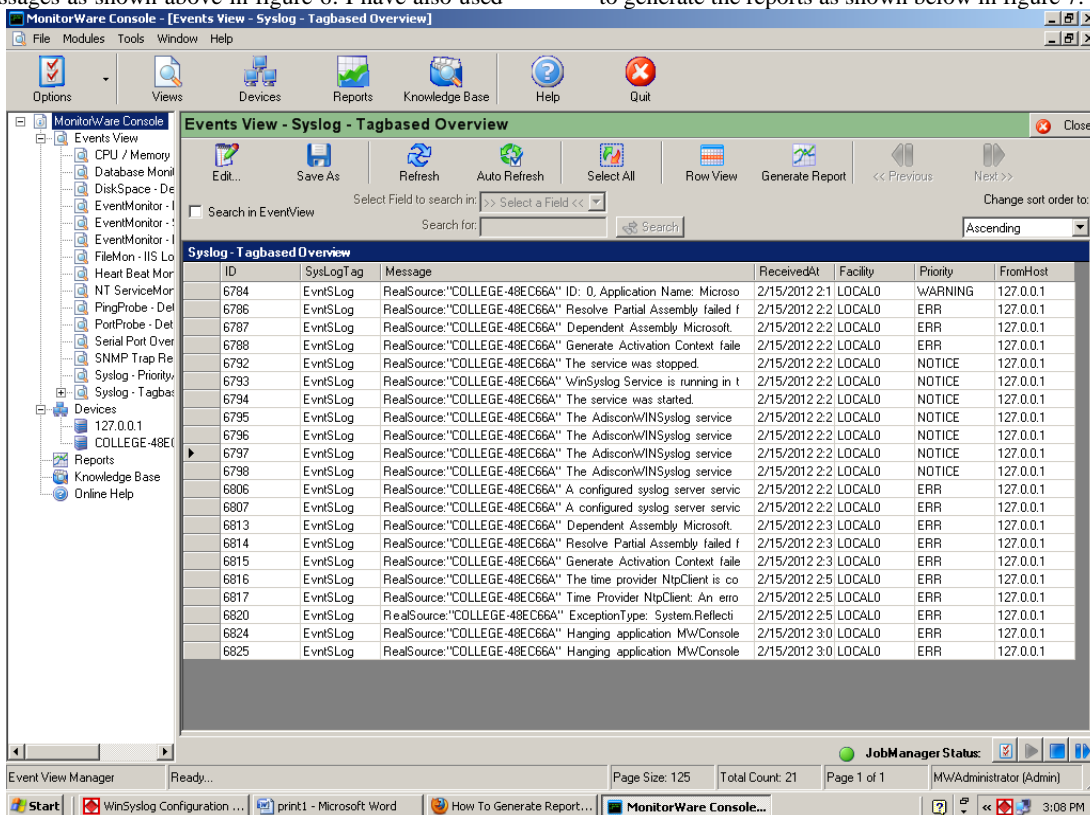 ssages as shown above in figure 6. I have also used
to generate the reports as shown below in figure 7.
MonitorWare Console - [Events View - Syslog - Tagbased Overview]
File Modules Tools Window Help
Options Views Devices Reports Knowledge Base Help Quit
MonitorWare Console
Events View
CPU / Memory
Database Monit
DiskSpace - De
EventMonitor - I
EventMonitor - S
EventMonitor - I
FileMon - IIS Lo
Heart Beat Mor
NT ServiceMor
PingProbe - Det
PortProbe - Det
Serial Port Over
SNMP Trap Re
Syslog - Priority
Syslog - Tagbas
Devices
127.0.0.1
COLLEGE-48E
Reports
Knowledge Base
Online Help
Events View - Syslog - Tagbased Overview Close
Edit... Save As Refresh Auto Refresh Select All Row View Generate Report << Previous Next >>
Search in EventView
Select Field to search in: >> Select a Field <<
Search for: Search
Change sort order to:
Ascending
Syslog - Tagbased Overview
ID SysLogTag Message ReceivedAt Facility Priority FromHost
6784 EvntSLog RealSource:"COLLEGE-48EC66A" ID: 0, Application Name: Microso 2/15/2012 2:1 LOCAL0 WARNING 127.0.0.1
6786 EvntSLog RealSource:"COLLEGE-48EC66A" Resolve Partial Assembly failed f 2/15/2012 2:2 LOCAL0 ERR 127.0.0.1
6787 EvntSLog RealSource:"COLLEGE-48EC66A" Dependent Assembly Microsoft. 2/15/2012 2:2 LOCAL0 ERR 127.0.0.1
6788 EvntSLog RealSource:"COLLEGE-48EC66A" Generate Activation Context faile 2/15/2012 2:2 LOCAL0 ERR 127.0.0.1
6792 EvntSLog RealSource:"COLLEGE-48EC66A" The service was stopped. 2/15/2012 2:2 LOCAL0 NOTICE 127.0.0.1
6793 EvntSLog RealSource:"COLLEGE-48EC66A" WinSyslog Service is running in t 2/15/2012 2:2 LOCAL0 NOTICE 127.0.0.1
6794 EvntSLog RealSource:"COLLEGE-48EC66A" The service was started. 2/15/2012 2:2 LOCAL0 NOTICE 127.0.0.1
6795 EvntSLog RealSource:"COLLEGE-48EC66A" The AdisconWINSyslog service 2/15/2012 2:2 LOCAL0 NOTICE 127.0.0.1
6796 EvntSLog RealSource:"COLLEGE-48EC66A" The AdisconWINSyslog service 2/15/2012 2:2 LOCAL0 NOTICE 127.0.0.1
6797 EvntSLog RealSource:"COLLEGE-48EC66A" The AdisconWINSyslog service 2/15/2012 2:2 LOCAL0 NOTICE 127.0.0.1
6798 EvntSLog RealSource:"COLLEGE-48EC66A" The AdisconWINSyslog service 2/15/2012 2:2 LOCAL0 NOTICE 127.0.0.1
6806 EvntSLog RealSource:"COLLEGE-48EC66A" A configured syslog server servic 2/15/2012 2:2 LOCAL0 ERR 127.0.0.1
6807 EvntSLog RealSource:"COLLEGE-48EC66A" A configured syslog server servic 2/15/2012 2:2 LOCAL0 ERR 127.0.0.1
6813 EvntSLog RealSource:"COLLEGE-48EC66A" Dependent Assembly Microsoft. 2/15/2012 2:3 LOCAL0 ERR 127.0.0.1
6814 EvntSLog RealSource:"COLLEGE-48EC66A" Resolve Partial Assembly failed f 2/15/2012 2:3 LOCAL0 ERR 127.0.0.1
6815 EvntSLog RealSource:"COLLEGE-48EC66A" Generate Activation Context faile 2/15/2012 2:3 LOCAL0 ERR 127.0.0.1
6816 EvntSLog RealSource:"COLLEGE-48EC66A" The time provider NtpClient is co 2/15/2012 2:5 LOCAL0 ERR 127.0.0.1
6817 EvntSLog RealSource:"COLLEGE-48EC66A" Time Provider NtpClient: An erro 2/15/2012 2:5 LOCAL0 ERR 127.0.0.1
6820 EvntSLog RealSource:"COLLEGE-48EC66A" ExceptionType: System.Reflecti 2/15/2012 2:5 LOCAL0 ERR 127.0.0.1
6824 EvntSLog RealSource:"COLLEGE-48EC66A" Hanging application MWConsole 2/15/2012 3:0 LOCAL0 ERR 127.0.0.1
6825 EvntSLog RealSource:"COLLEGE-48EC66A" Hanging application MWConsole 2/15/2012 3:0 LOCAL0 ERR 127.0.0.1
JobManager Status:
Event View Manager Ready... Page Size: 125 Total Count: 21 Page 1 of 1 MWAdministrator (Admin)
Start WinSyslog Configuration ... print1 - Microsoft Word How To Generate Report... MonitorWare Console... 3:08 PM